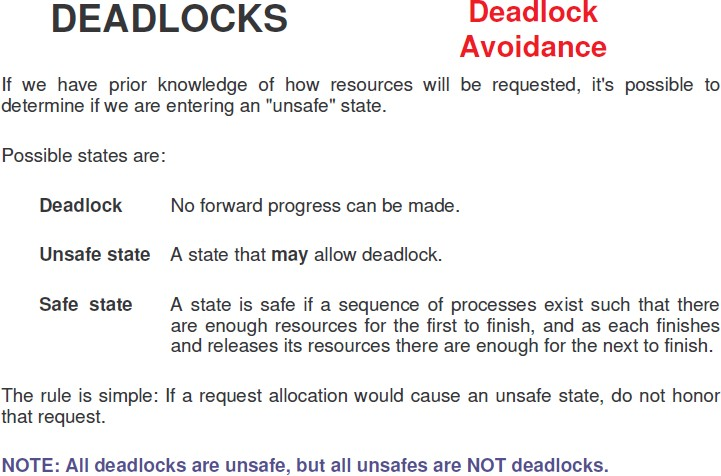 DEADLOCKS
Deadlock
Avoidance
If we have prior knowledge of how resources will be requested, it's possible to
determine if we are entering an "unsafe" state.
Possible states are:
Deadlock No forward progress can be made.
Unsafe state A state that may allow deadlock.
Safe state A state is safe if a sequence of processes exist such that there
are enough resources for the first to finish, and as each finishes
and releases its resources there are enough for the next to finish.
The rule is simple: If a request allocation would cause an unsafe state, do not honor
that request.
NOTE: All deadlocks are unsafe, but all unsafes are NOT deadlocks.